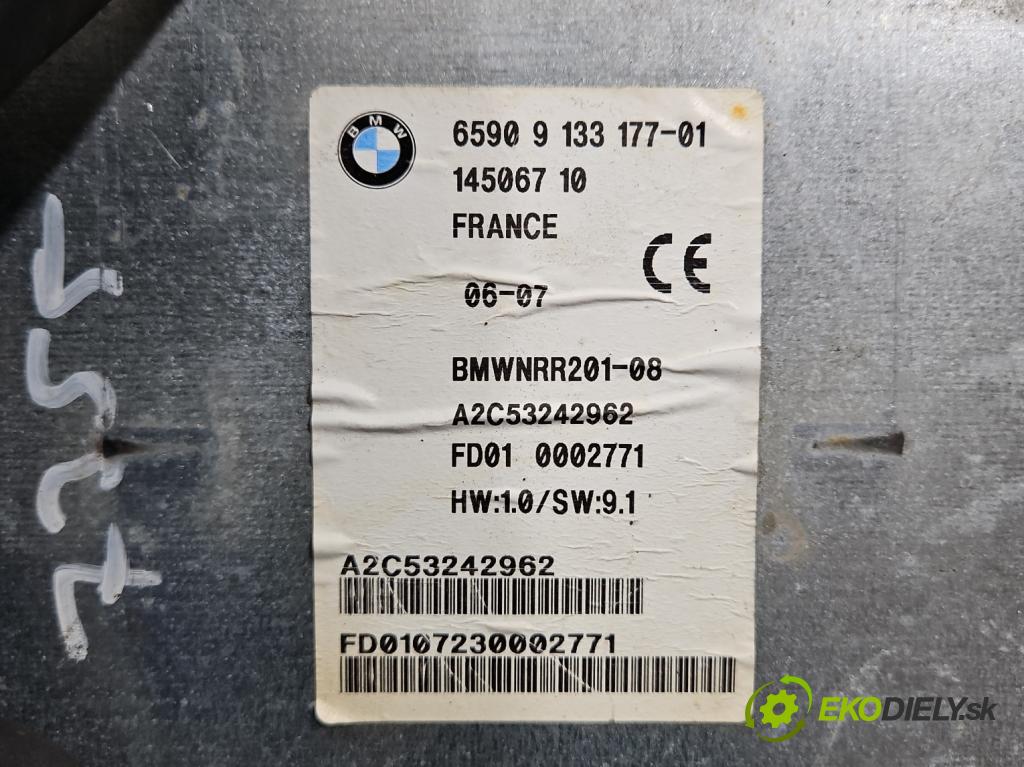 BMW
6590 9 133 177-01
145067 10
FRANCE
CE
06-07
BMWNRR201-08
A2C53242962
FD01 0002771
HW:1.0/SW:9.1
A2C53242962
FD0107230002771
EKODIELY.sk